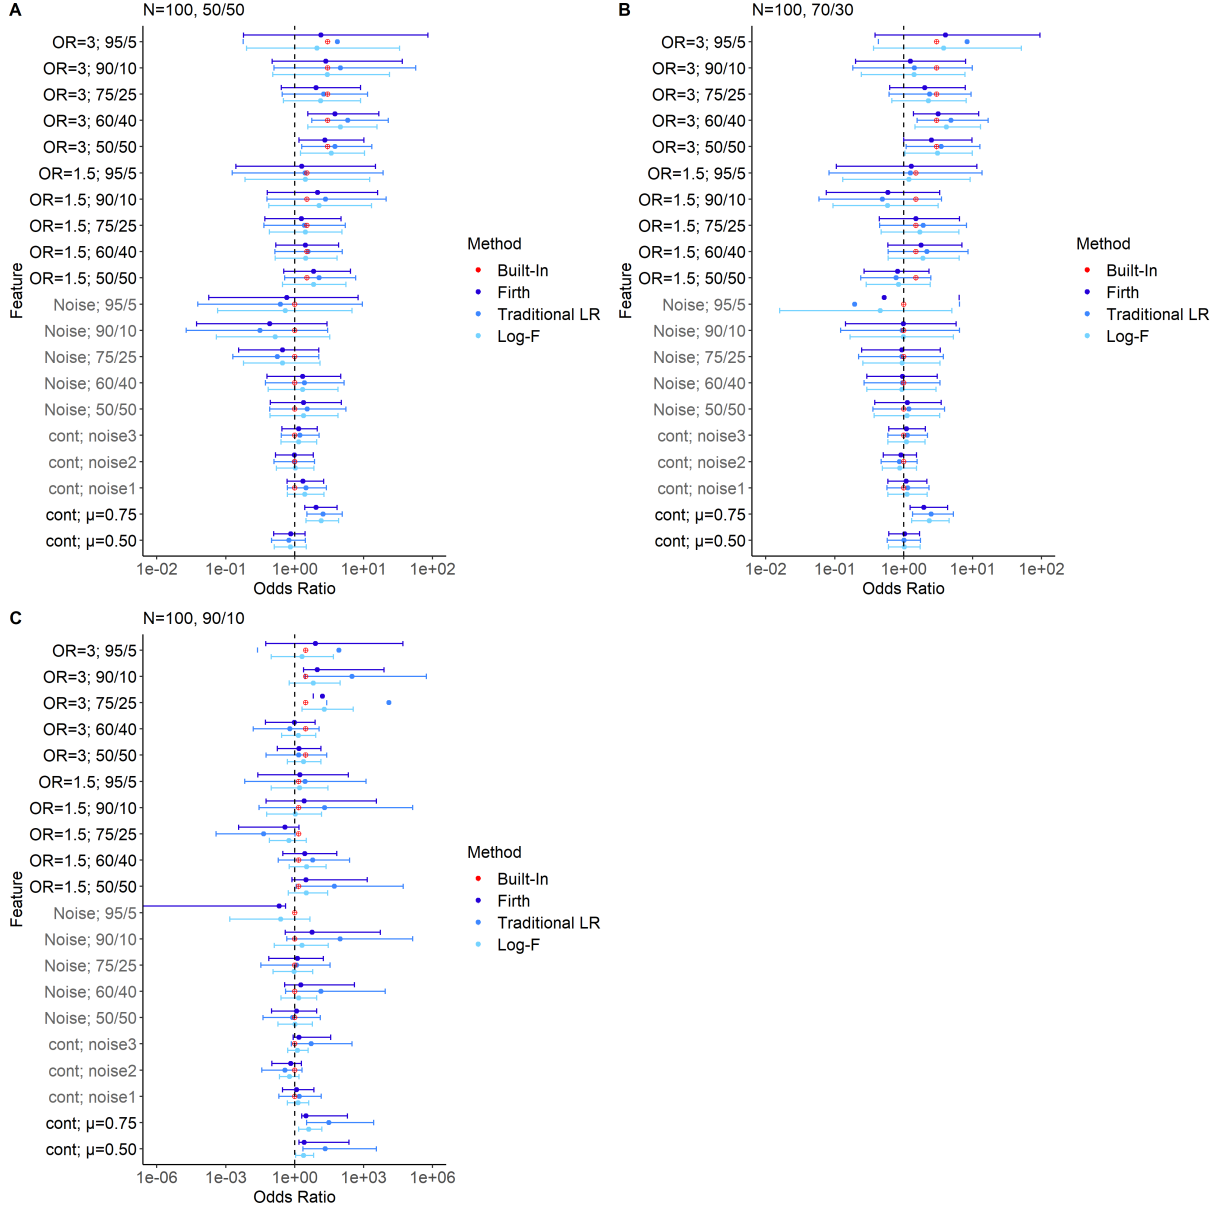 A
N=100, 50/50
Feature
OR=3; 95/5
OR=3; 90/10
OR=3; 75/25
OR=3; 60/40
OR=3; 50/50
OR=1.5; 95/5
OR=1.5; 90/10
OR=1.5; 75/25
OR=1.5; 60/40
OR=1.5; 50/50
Noise; 95/5
Noise; 90/10
Noise; 75/25
Noise; 60/40
Noise; 50/50
cont; noise3
cont; noise2
cont; noise1
cont; µ=0.75
cont; µ=0.50
1e-02 1e-01 1e+00 1e+01 1e+02
Odds Ratio
Method
Built-In
Firth
Traditional LR
Log-F
B
N=100, 70/30
Feature
OR=3; 95/5
OR=3; 90/10
OR=3; 75/25
OR=3; 60/40
OR=3; 50/50
OR=1.5; 95/5
OR=1.5; 90/10
OR=1.5; 75/25
OR=1.5; 60/40
OR=1.5; 50/50
Noise; 95/5
Noise; 90/10
Noise; 75/25
Noise; 60/40
Noise; 50/50
cont; noise3
cont; noise2
cont; noise1
cont; µ=0.75
cont; µ=0.50
1e-02 1e-01 1e+00 1e+01 1e+02
Odds Ratio
Method
Built-In
Firth
Traditional LR
Log-F
C
N=100, 90/10
Feature
OR=3; 95/5
OR=3; 90/10
OR=3; 75/25
OR=3; 60/40
OR=3; 50/50
OR=1.5; 95/5
OR=1.5; 90/10
OR=1.5; 75/25
OR=1.5; 60/40
OR=1.5; 50/50
Noise; 95/5
Noise; 90/10
Noise; 75/25
Noise; 60/40
Noise; 50/50
cont; noise3
cont; noise2
cont; noise1
cont; µ=0.75
cont; µ=0.50
1e-06 1e-03 1e+00 1e+03 1e+06
Odds Ratio
Method
Built-In
Firth
Traditional LR
Log-F